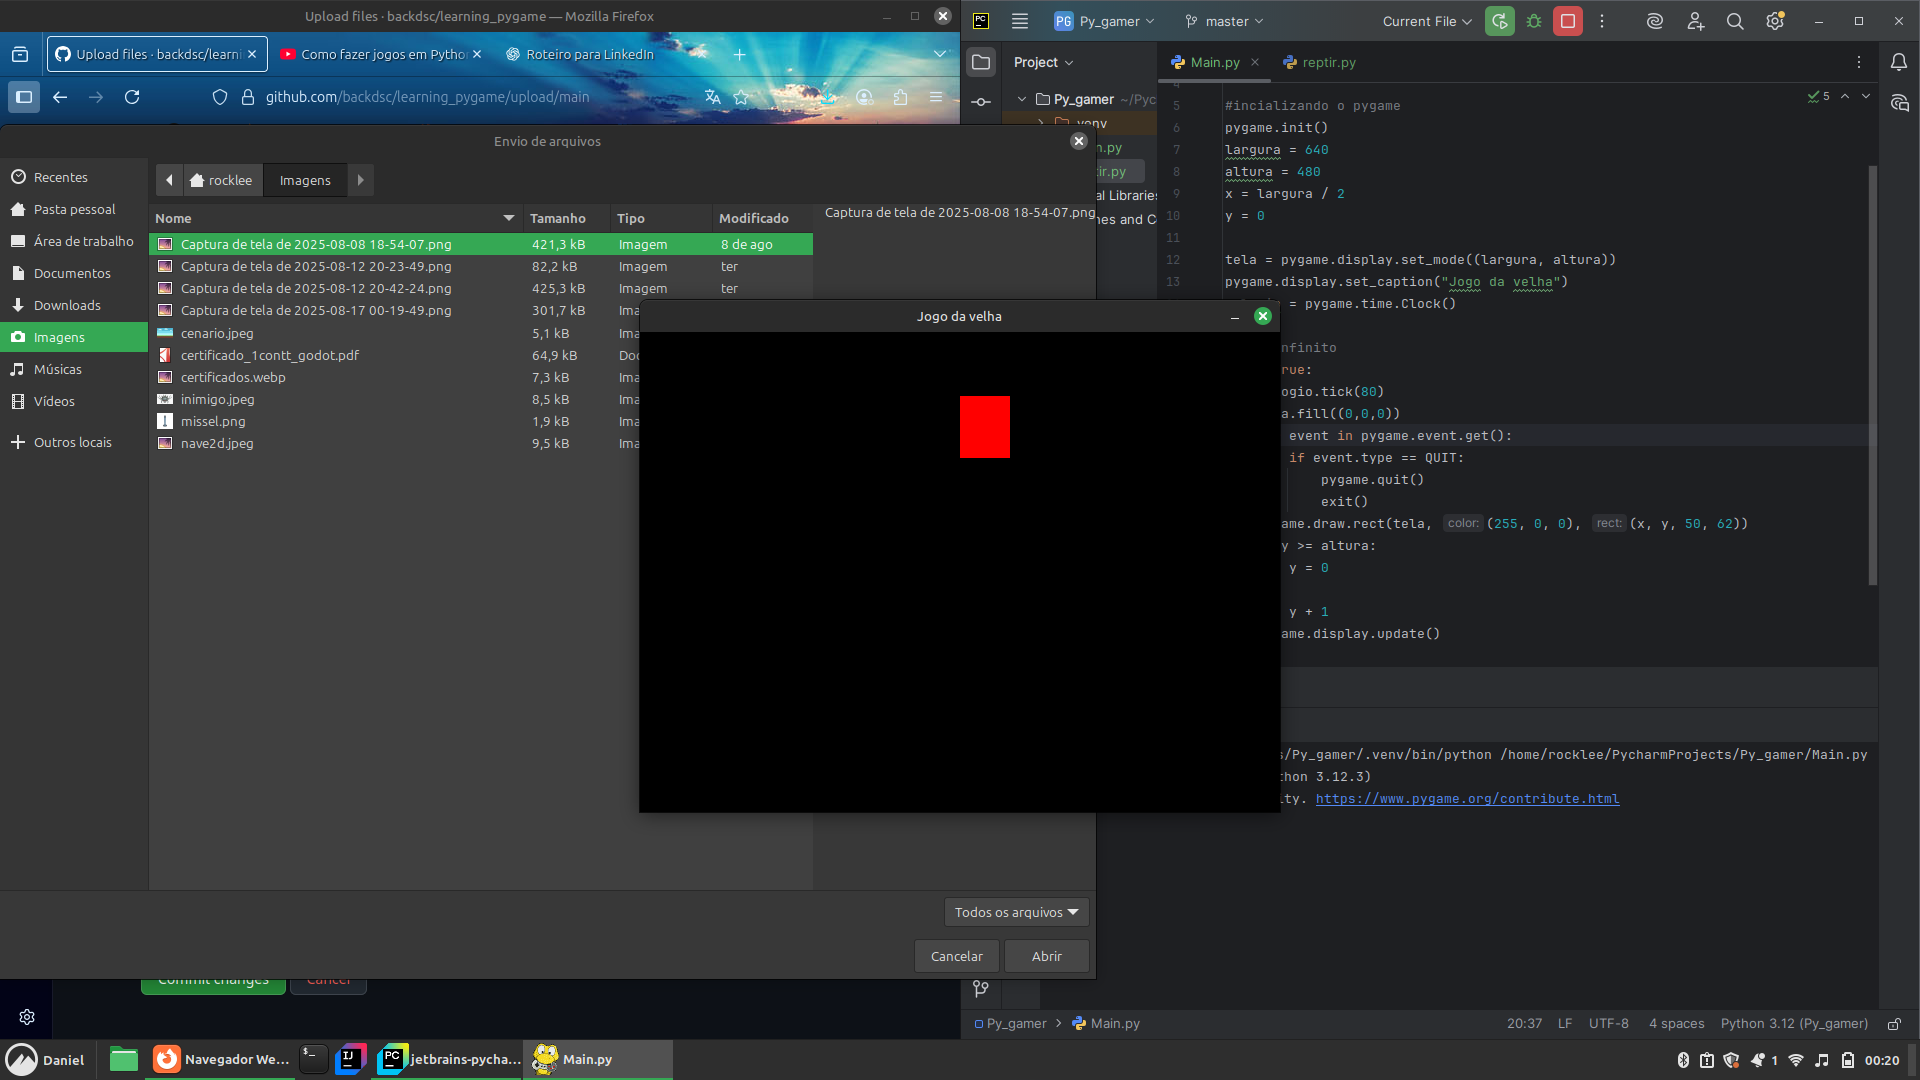 Upload files · backdsc/learning_pygame — Mozilla Firefox
Upload files · backdsc/learni
Como fazer jogos em Pytho
Roteiro para LinkedIn
github.com/backdsc/learning_pygame/upload/main
Envio de arquivos
Recentes
Pasta pessoal
Área de trabalho
Documentos
Downloads
Imagens
Músicas
Vídeos
Outros locais
rocklee
Imagens
Nome Tamanho Tipo Modificado
Captura de tela de 2025-08-08 18-54-07.png 421,3 kB Imagem 8 de ago
Captura de tela de 2025-08-12 20-23-49.png 82,2 kB Imagem ter
Captura de tela de 2025-08-12 20-42-24.png 425,3 kB Imagem ter
Captura de tela de 2025-08-17 00-19-49.png 301,7 kB Ima
cenario.jpeg 5,1 kB Ima
certificado_1contt_godot.pdf 64,9 kB Doc
certificados.webp 7,3 kB Ima
inimigo.jpeg 8,5 kB Ima
missel.png 1,9 kB Ima
nave2d.jpeg 9,5 kB Ima
Captura de tela de 2025-08-08 18-54-07.png
Todos os arquivos
Cancelar Abrir
Commit changes Cancel
Jogo da velha
PC
PG Py_gamer
master
Current File
Project
Main.py
reptir.py
Py_gamer ~/Pyc
venv
n.py
tir.py
al Libraries
hes and C
5
5 #incializando o pygame
6 pygame.init()
7 largura = 640
8 altura = 480
9 x = largura / 2
10 y = 0
11
12 tela = pygame.display.set_mode((largura, altura))
13 pygame.display.set_caption("Jogo da velha")
= pygame.time.Clock()
nfinito
rue:
ogio.tick(80)
a.fill((0,0,0))
event in pygame.event.get():
if event.type == QUIT:
pygame.quit()
exit()
ame.draw.rect(tela, color: (255, 0, 0), rect: (x, y, 50, 62))
y >= altura:
y = 0
y + 1
ame.display.update()
s/Py_gamer/.venv/bin/python /home/rocklee/PycharmProjects/Py_gamer/Main.py
thon 3.12.3)
ity. https://www.pygame.org/contribute.html
Py_gamer
Main.py
20:37 LF UTF-8 4 spaces Python 3.12 (Py_gamer)
Daniel
Navegador We...
IJ
PC
jetbrains-pycha...
Main.py
1
00:20